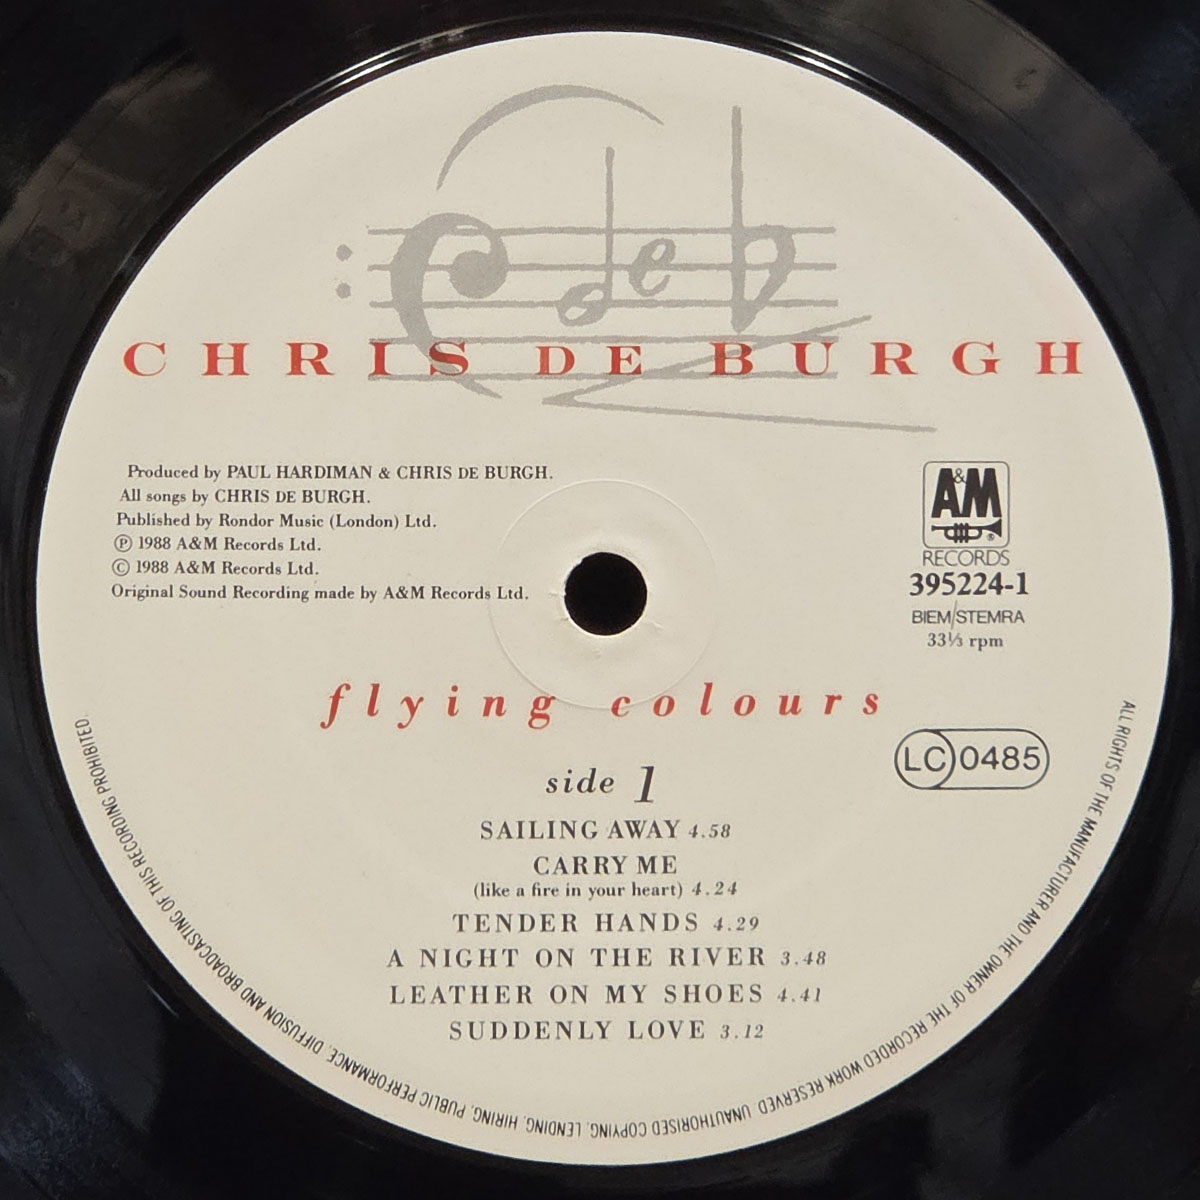 C de b
CHRIS DE BURGH
Produced by PAUL HARDIMAN & CHRIS DE BURGH.
All songs by CHRIS DE BURGH.
Published by Rondor Music (London) Ltd.
Ⓟ 1988 A&M Records Ltd.
© 1988 A&M Records Ltd.
Original Sound Recording made by A&M Records Ltd.
A&M
®
RECORDS
395224-1
BIEM/STEMRA
33⅓ rpm
flying colours
LC 0485
side 1
SAILING AWAY 4.58
CARRY ME
(like a fire in your heart) 4.24
TENDER HANDS 4.29
A NIGHT ON THE RIVER 3.48
LEATHER ON MY SHOES 4.41
SUDDENLY LOVE 3.12
ALL RIGHTS OF THE MANUFACTURER AND THE OWNER OF THE RECORDED WORK RESERVED. UNAUTHORISED COPYING, LENDING, HIRING, PUBLIC PERFORMANCE, DIFFUSION AND BROADCASTING OF THIS RECORDING PROHIBITED.